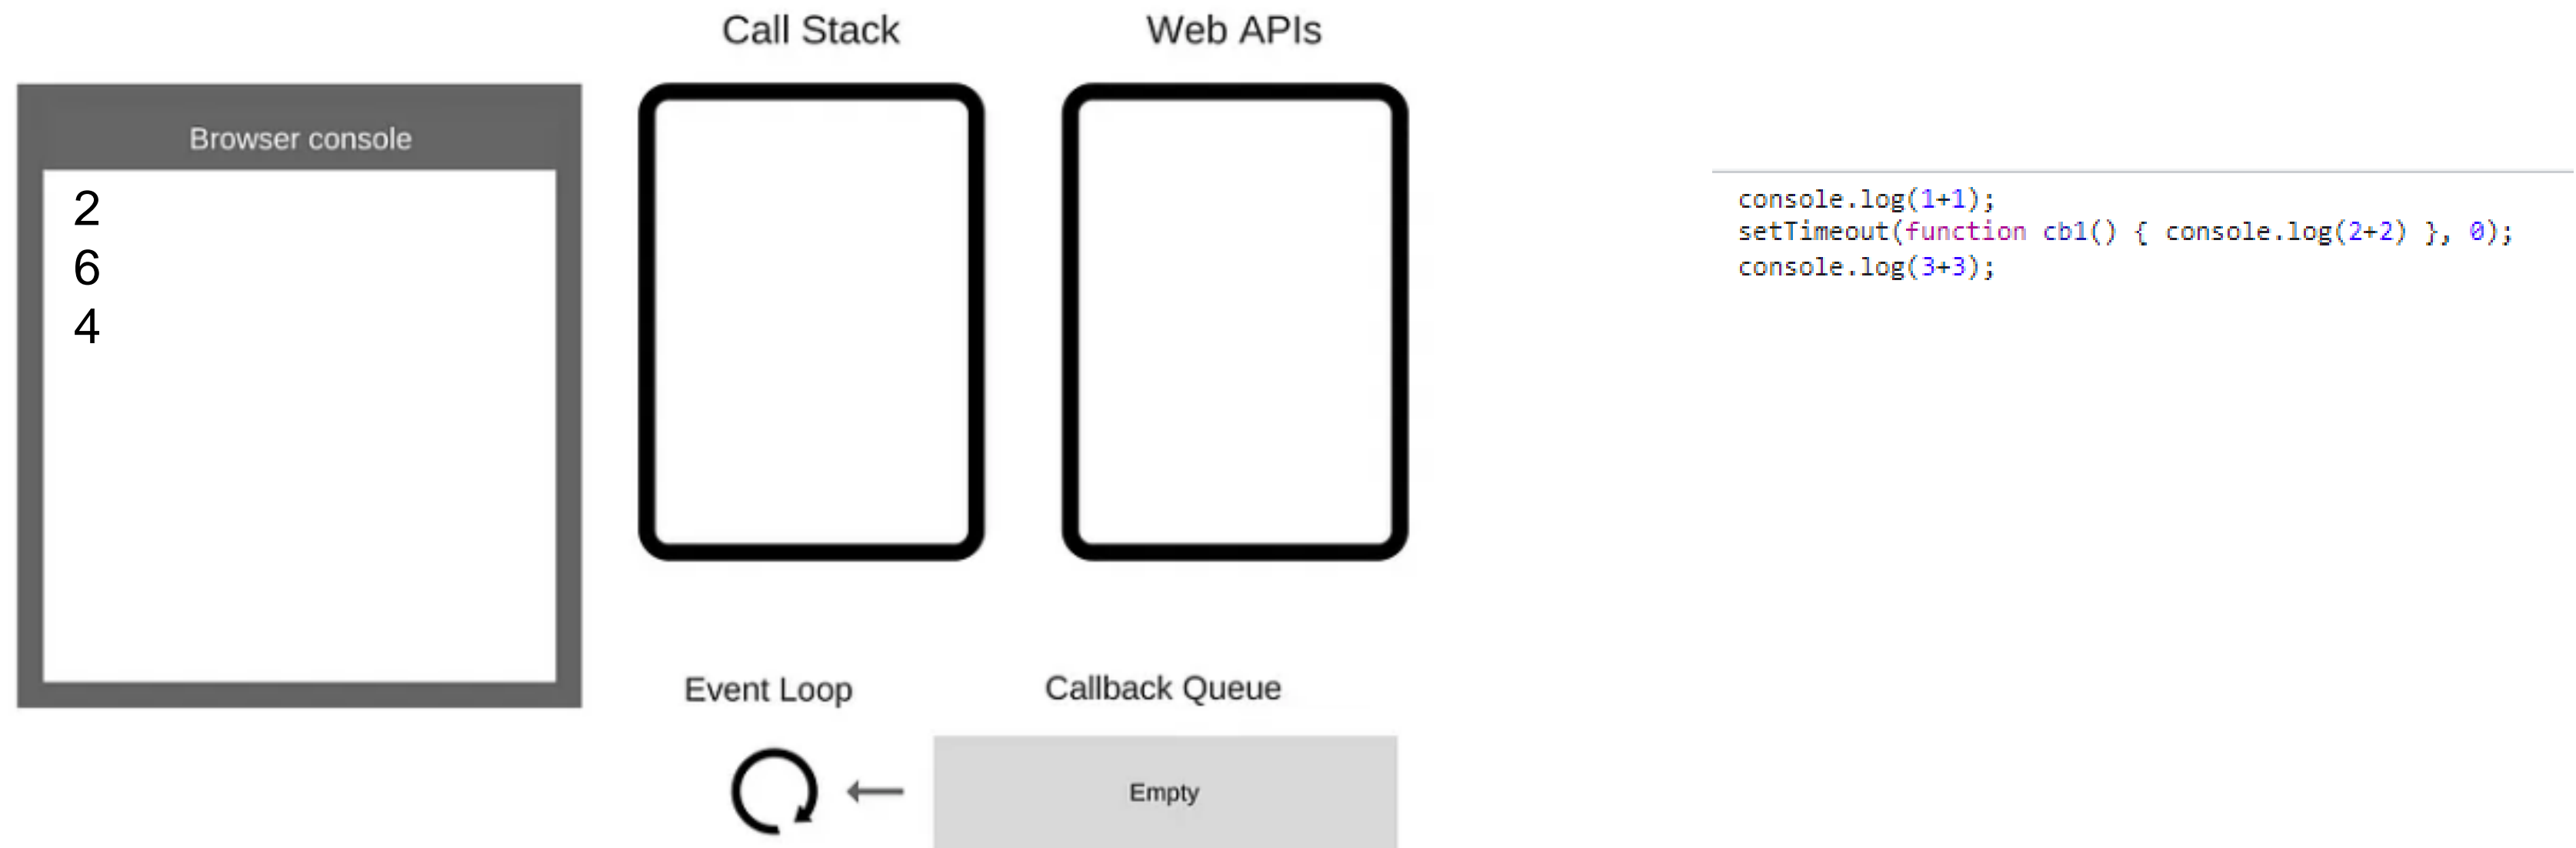 Call Stack
Web APIs
Browser console
2
6
4
console.log(1+1);
setTimeout(function cb1() { console.log(2+2) }, 0);
console.log(3+3);
Event Loop
Callback Queue
Empty